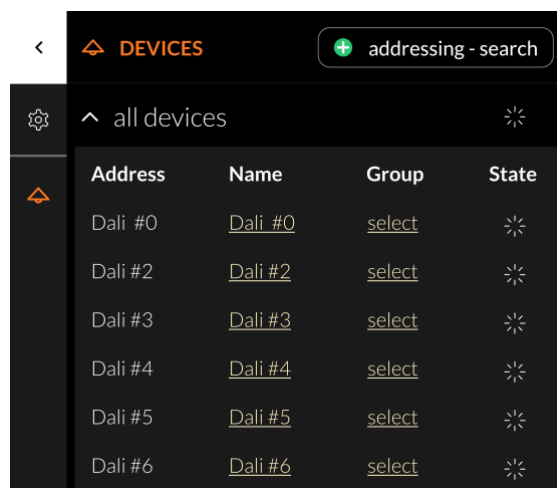 DEVICES addressing - search
all devices
Address Name Group State
Dali #0 Dali #0 select
Dali #2 Dali #2 select
Dali #3 Dali #3 select
Dali #4 Dali #4 select
Dali #5 Dali #5 select
Dali #6 Dali #6 select